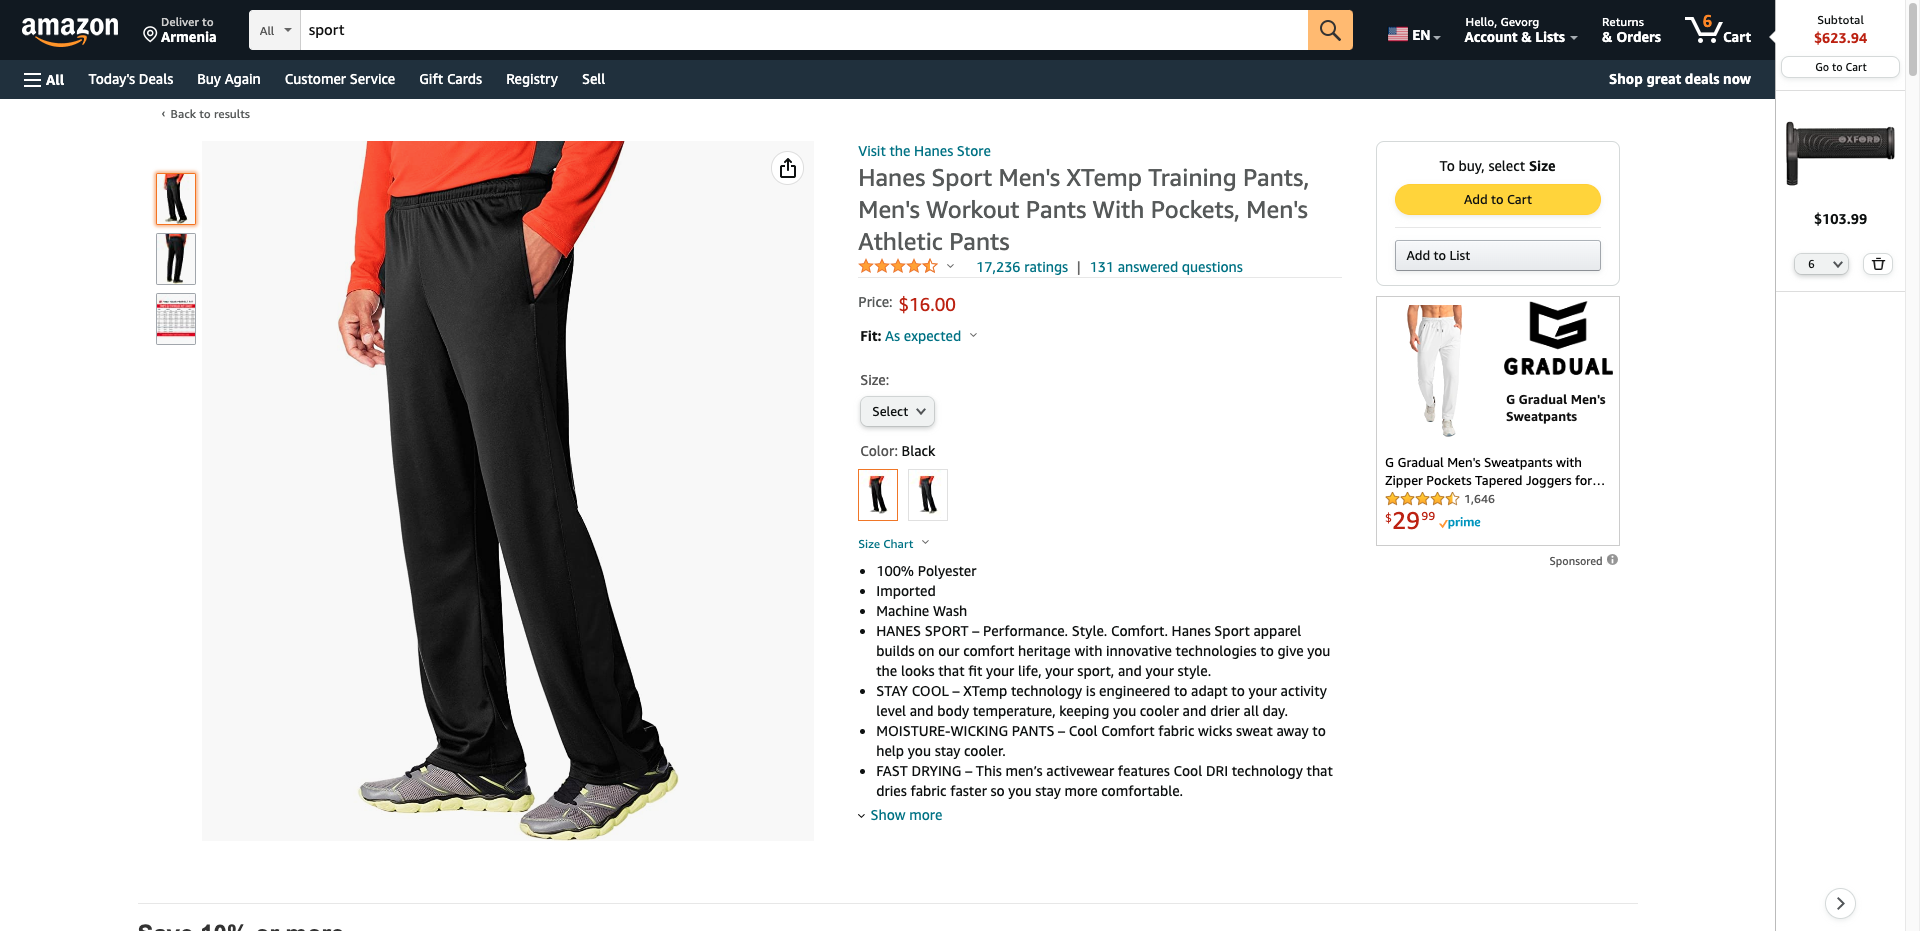 amazon
Deliver to
Armenia
All
sport
EN
Hello, Gevorg
Account & Lists
Returns
& Orders
6
Cart
Subtotal
$623.94
Go to Cart
All
Today's Deals
Buy Again
Customer Service
Gift Cards
Registry
Sell
Shop great deals now
‹ Back to results
Visit the Hanes Store
Hanes Sport Men's XTemp Training Pants,
Men's Workout Pants With Pockets, Men's
Athletic Pants
17,236 ratings | 131 answered questions
Price: $16.00
Fit: As expected
Size:
Select
Color: Black
Size Chart
• 100% Polyester
• Imported
• Machine Wash
• HANES SPORT – Performance. Style. Comfort. Hanes Sport apparel
builds on our comfort heritage with innovative technologies to give you
the looks that fit your life, your sport, and your style.
• STAY COOL – XTemp technology is engineered to adapt to your activity
level and body temperature, keeping you cooler and drier all day.
• MOISTURE-WICKING PANTS – Cool Comfort fabric wicks sweat away to
help you stay cooler.
• FAST DRYING – This men's activewear features Cool DRI technology that
dries fabric faster so you stay more comfortable.
Show more
To buy, select Size
Add to Cart
Add to List
GRADUAL
G Gradual Men's
Sweatpants
G Gradual Men's Sweatpants with
Zipper Pockets Tapered Joggers for...
1,646
$29 99 prime
Sponsored
OXFORD
$103.99
6
Save 10% or more